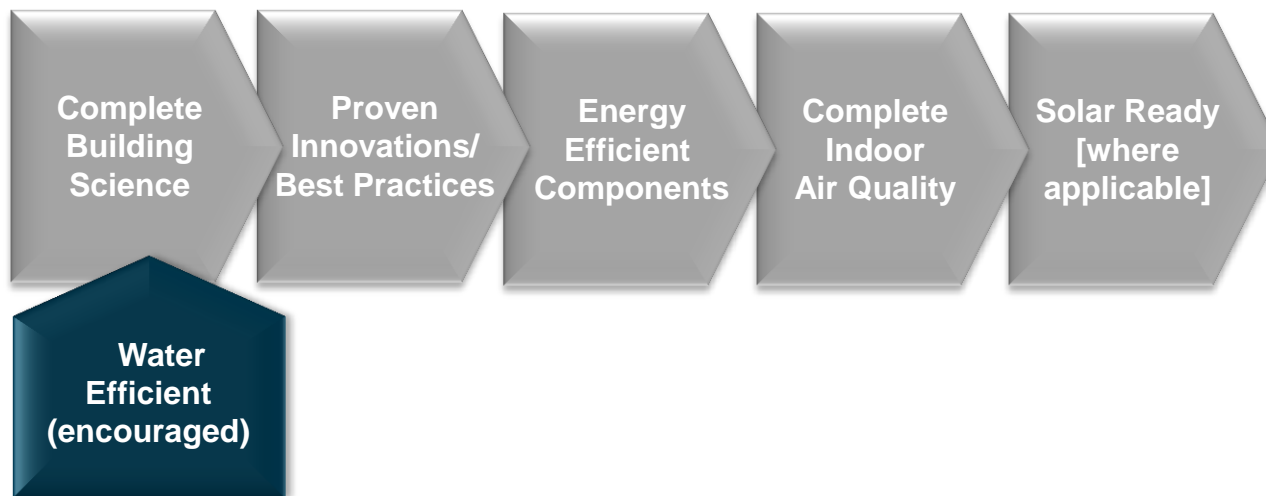 Complete
Building
Science
Proven
Innovations/
Best Practices
Energy
Efficient
Components
Complete
Indoor
Air Quality
Solar Ready
[where
applicable]
Water
Efficient
(encouraged)